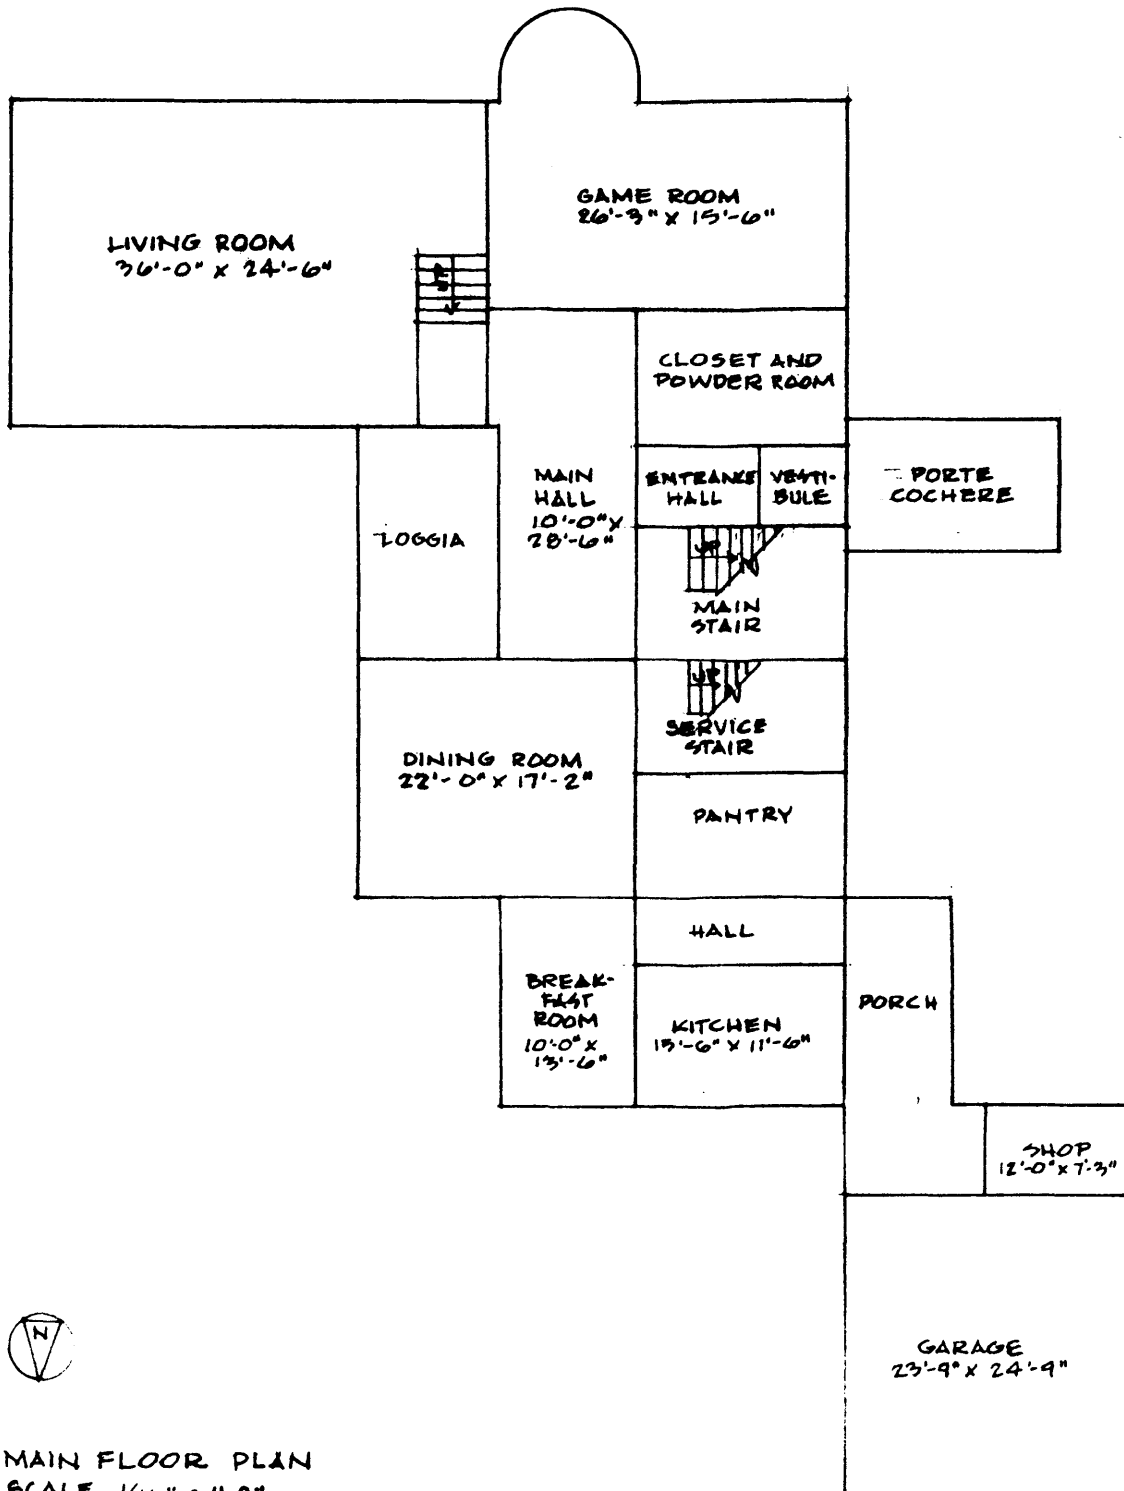 GAME ROOM
26'-3" X 15'-6"
LIVING ROOM
36'-0" X 24'-6"
CLOSET AND
POWDER ROOM
MAIN
HALL
10'-0" X
28'-6"
ENTRANCE
HALL
VESTI-
BULE
PORTE
COCHERE
LOGGIA
UP
MAIN
STAIR
UP
SERVICE
STAIR
DINING ROOM
22'-0" X 17'-2"
PANTRY
HALL
BREAK-
FAST
ROOM
10'0" X
13'-6"
KITCHEN
15'-6" X 11'-6"
PORCH
SHOP
12'-0" X 7'-3"
N
GARAGE
23'-9" X 24'-9"
MAIN FLOOR PLAN
SCALE